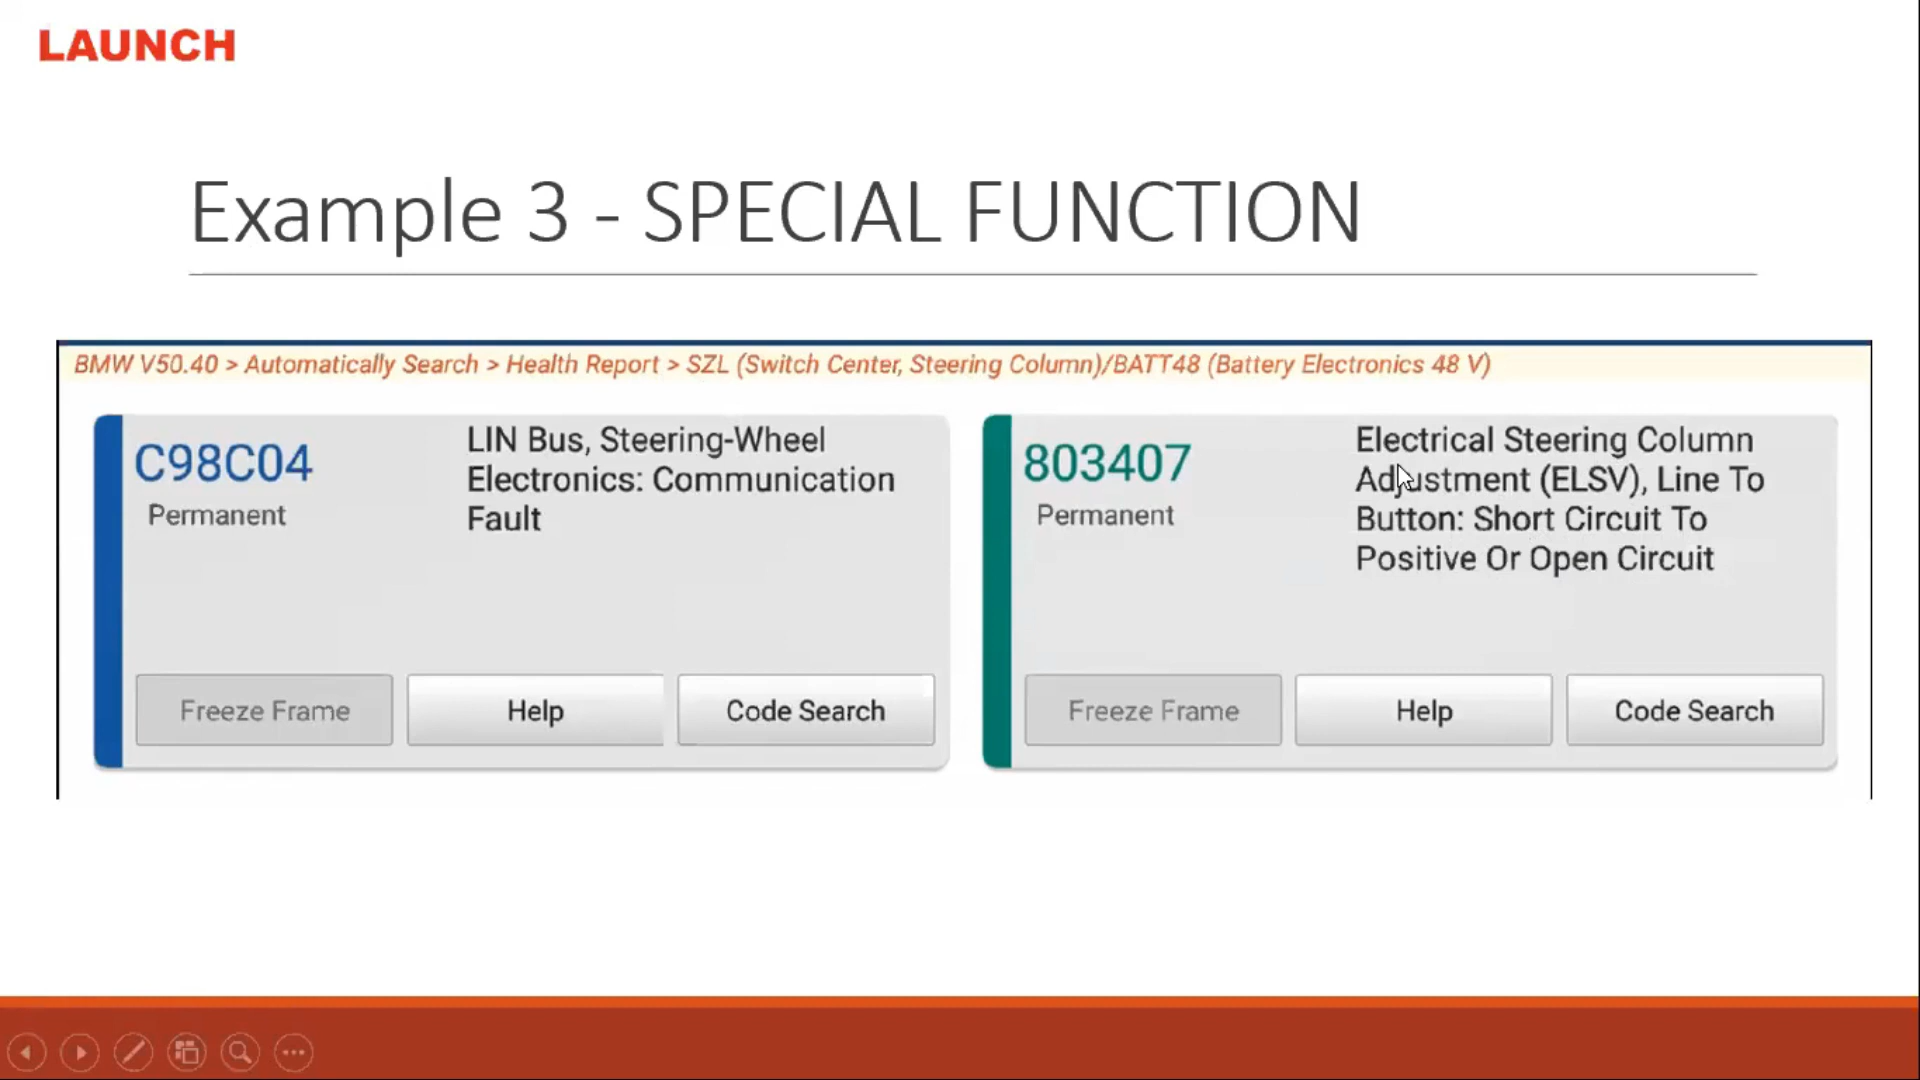 LAUNCH
Example 3 - SPECIAL FUNCTION
BMW V50.40 > Automatically Search > Health Report > SZL (Switch Center, Steering Column)/BATT48 (Battery Electronics 48 V)
C98C04
Permanent
LIN Bus, Steering-Wheel
Electronics: Communication
Fault
Freeze Frame
Help
Code Search
803407
Permanent
Electrical Steering Column
Adjustment (ELSV), Line To
Button: Short Circuit To
Positive Or Open Circuit
Freeze Frame
Help
Code Search